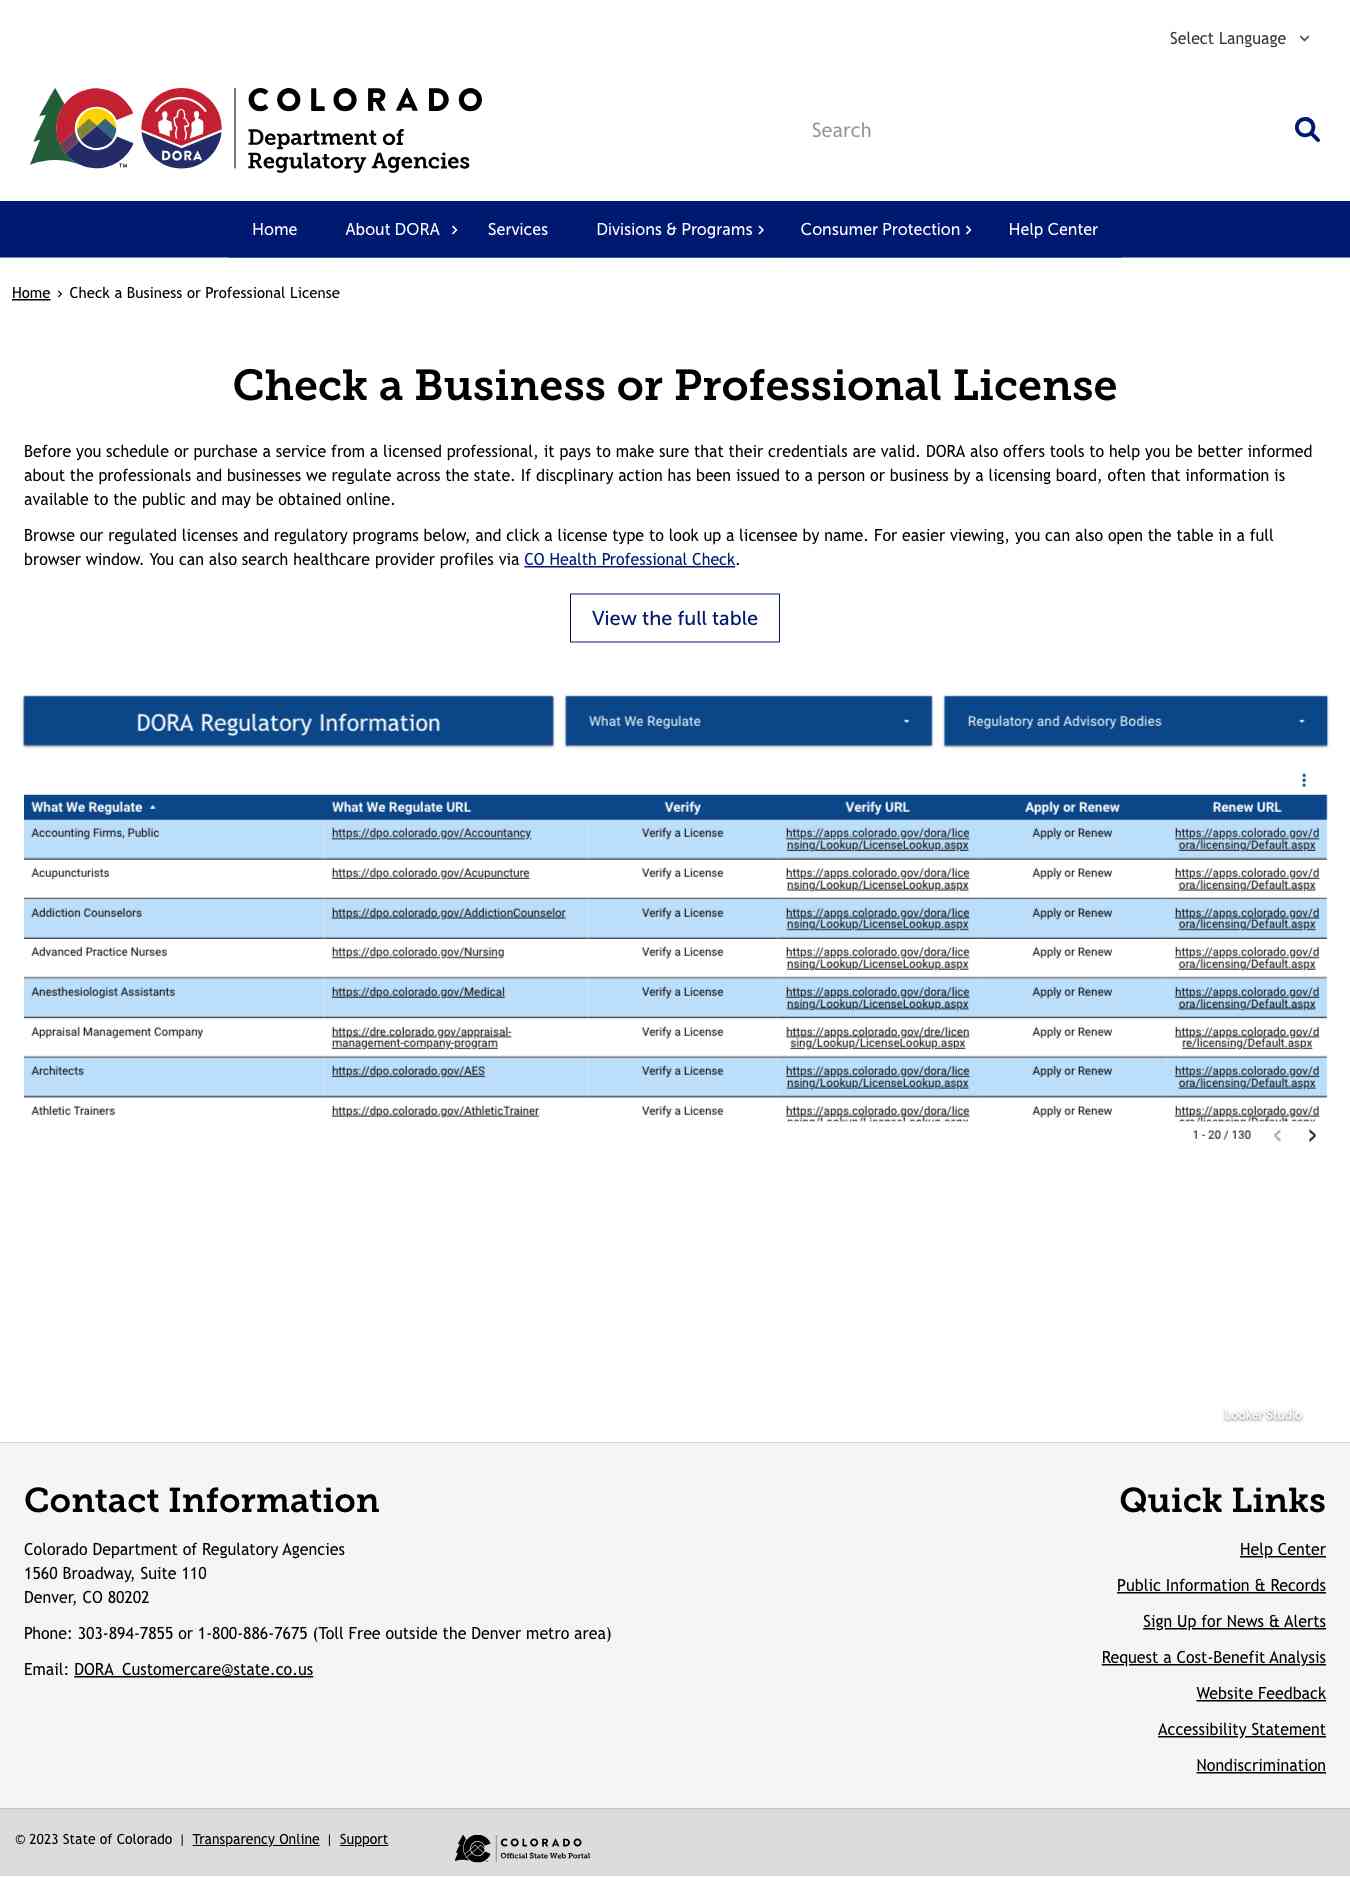 Select Language
COLORADO
Department of
Regulatory Agencies
DORA
TM
Search
Home About DORA › Services Divisions & Programs › Consumer Protection › Help Center
Home › Check a Business or Professional License
Check a Business or Professional License
Before you schedule or purchase a service from a licensed professional, it pays to make sure that their credentials are valid. DORA also offers tools to help you be better informed
about the professionals and businesses we regulate across the state. If discplinary action has been issued to a person or business by a licensing board, often that information is
available to the public and may be obtained online.
Browse our regulated licenses and regulatory programs below, and click a license type to look up a licensee by name. For easier viewing, you can also open the table in a full
browser window. You can also search healthcare provider profiles via CO Health Professional Check.
View the full table
DORA Regulatory Information What We Regulate Regulatory and Advisory Bodies
What We Regulate What We Regulate URL Verify Verify URL Apply or Renew Renew URL
Accounting Firms, Public https://dpo.colorado.gov/Accountancy Verify a License https://apps.colorado.gov/dora/lice Apply or Renew https://apps.colorado.gov/d
nsing/Lookup/LicenseLookup.aspx ora/licensing/Default.aspx
Acupuncturists https://dpo.colorado.gov/Acupuncture Verify a License https://apps.colorado.gov/dora/lice Apply or Renew https://apps.colorado.gov/d
nsing/Lookup/LicenseLookup.aspx ora/licensing/Default.aspx
Addiction Counselors https://dpo.colorado.gov/AddictionCounselor Verify a License https://apps.colorado.gov/dora/lice Apply or Renew https://apps.colorado.gov/d
nsing/Lookup/LicenseLookup.aspx ora/licensing/Default.aspx
Advanced Practice Nurses https://dpo.colorado.gov/Nursing Verify a License https://apps.colorado.gov/dora/lice Apply or Renew https://apps.colorado.gov/d
nsing/Lookup/LicenseLookup.aspx ora/licensing/Default.aspx
Anesthesiologist Assistants https://dpo.colorado.gov/Medical Verify a License https://apps.colorado.gov/dora/lice Apply or Renew https://apps.colorado.gov/d
nsing/Lookup/LicenseLookup.aspx ora/licensing/Default.aspx
Appraisal Management Company https://dre.colorado.gov/appraisal- Verify a License https://apps.colorado.gov/dre/licen Apply or Renew https://apps.colorado.gov/d
management-company-program sing/Lookup/LicenseLookup.aspx re/licensing/Default.aspx
Architects https://dpo.colorado.gov/AES Verify a License https://apps.colorado.gov/dora/lice Apply or Renew https://apps.colorado.gov/d
nsing/Lookup/LicenseLookup.aspx ora/licensing/Default.aspx
Athletic Trainers https://dpo.colorado.gov/AthleticTrainer Verify a License https://apps.colorado.gov/dora/lice Apply or Renew https://apps.colorado.gov/d
1 - 20 / 130
Looker Studio
Contact Information
Colorado Department of Regulatory Agencies
1560 Broadway, Suite 110
Denver, CO 80202
Phone: 303-894-7855 or 1-800-886-7675 (Toll Free outside the Denver metro area)
Email: DORA_Customercare@state.co.us
Quick Links
Help Center
Public Information & Records
Sign Up for News & Alerts
Request a Cost-Benefit Analysis
Website Feedback
Accessibility Statement
Nondiscrimination
© 2023 State of Colorado | Transparency Online | Support
COLORADO
Official State Web Portal